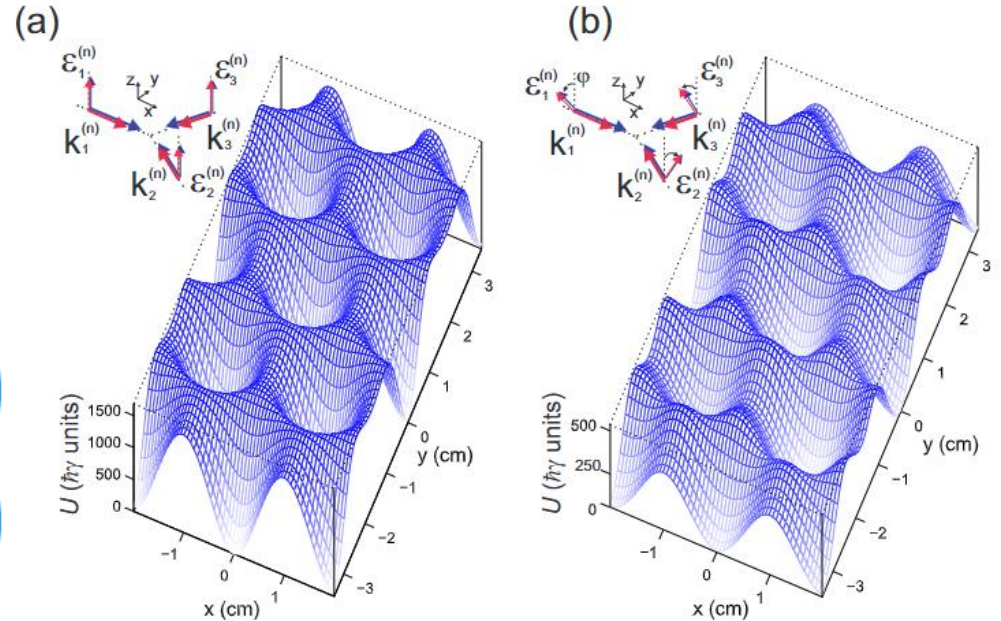 (a)
ε₁⁽ⁿ⁾
z
y
x
ε₃⁽ⁿ⁾
k₁⁽ⁿ⁾
k₃⁽ⁿ⁾
k₂⁽ⁿ⁾
ε₂⁽ⁿ⁾
3
2
1
0
−1
−2
−3
y (cm)
1500
1000
500
0
U (ħγ units)
−1
0
1
x (cm)
(b)
ε₁⁽ⁿ⁾
φ
z
y
x
ε₃⁽ⁿ⁾
k₁⁽ⁿ⁾
k₃⁽ⁿ⁾
k₂⁽ⁿ⁾
ε₂⁽ⁿ⁾
3
2
1
0
−1
−2
−3
y (cm)
500
250
0
U (ħγ units)
−1
0
1
x (cm)